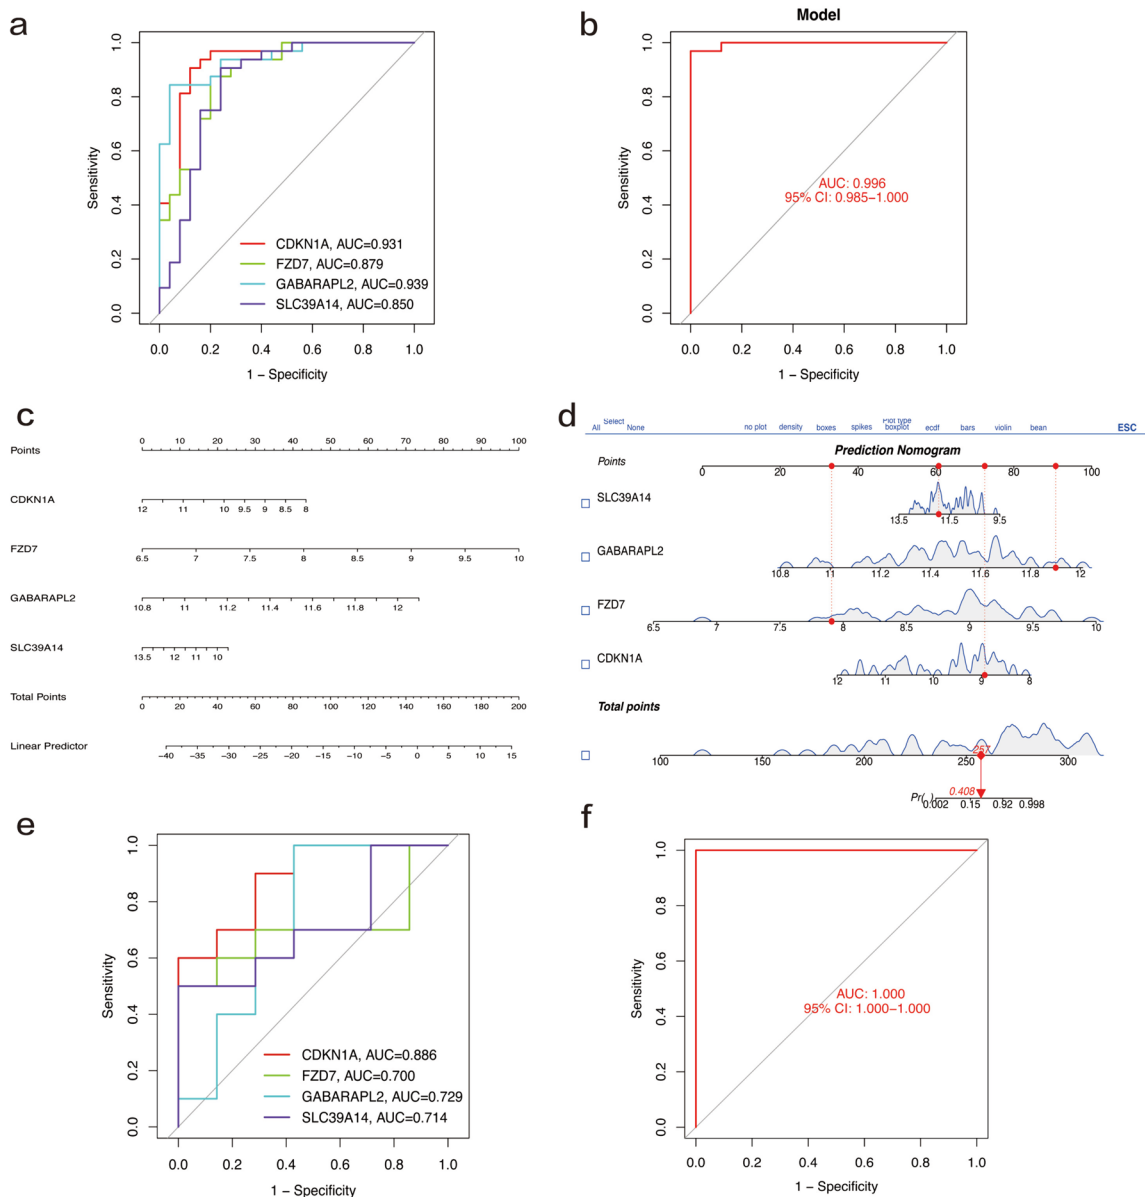 a
1.0
0.8
0.6
0.4
0.2
0.0
Sensitivity
CDKN1A, AUC=0.931
FZD7, AUC=0.879
GABARAPL2, AUC=0.939
SLC39A14, AUC=0.850
0.0 0.2 0.4 0.6 0.8 1.0
1 − Specificity
b
Model
1.0
0.8
0.6
0.4
0.2
0.0
Sensitivity
AUC: 0.996
95% CI: 0.985−1.000
0.0 0.2 0.4 0.6 0.8 1.0
1 − Specificity
c
Points 0 10 20 30 40 50 60 70 80 90 100
CDKN1A 12 11 10 9.5 9 8.5 8
FZD7 6.5 7 7.5 8 8.5 9 9.5 10
GABARAPL2 10.8 11 11.2 11.4 11.6 11.8 12
SLC39A14 13.5 12 11 10
Total Points 0 20 40 60 80 100 120 140 160 180 200
Linear Predictor −40 −35 −30 −25 −20 −15 −10 −5 0 5 10 15
d
All Select None no plot density boxes spikes Plot type boxplot ecdf bars violin bean ESC
Prediction Nomogram
Points 0 20 40 60 80 100
SLC39A14
13.5 11.5 9.5
GABARAPL2
10.8 11 11.2 11.4 11.6 11.8 12
FZD7
6.5 7 7.5 8 8.5 9 9.5 10
CDKN1A
12 11 10 9 8
Total points
257
100 150 200 250 300
0.408
Pr( ) 0.002 0.15 0.92 0.998
e
1.0
0.8
0.6
0.4
0.2
0.0
Sensitivity
CDKN1A, AUC=0.886
FZD7, AUC=0.700
GABARAPL2, AUC=0.729
SLC39A14, AUC=0.714
0.0 0.2 0.4 0.6 0.8 1.0
1 − Specificity
f
1.0
0.8
0.6
0.4
0.2
0.0
Sensitivity
AUC: 1.000
95% CI: 1.000−1.000
0.0 0.2 0.4 0.6 0.8 1.0
1 − Specificity